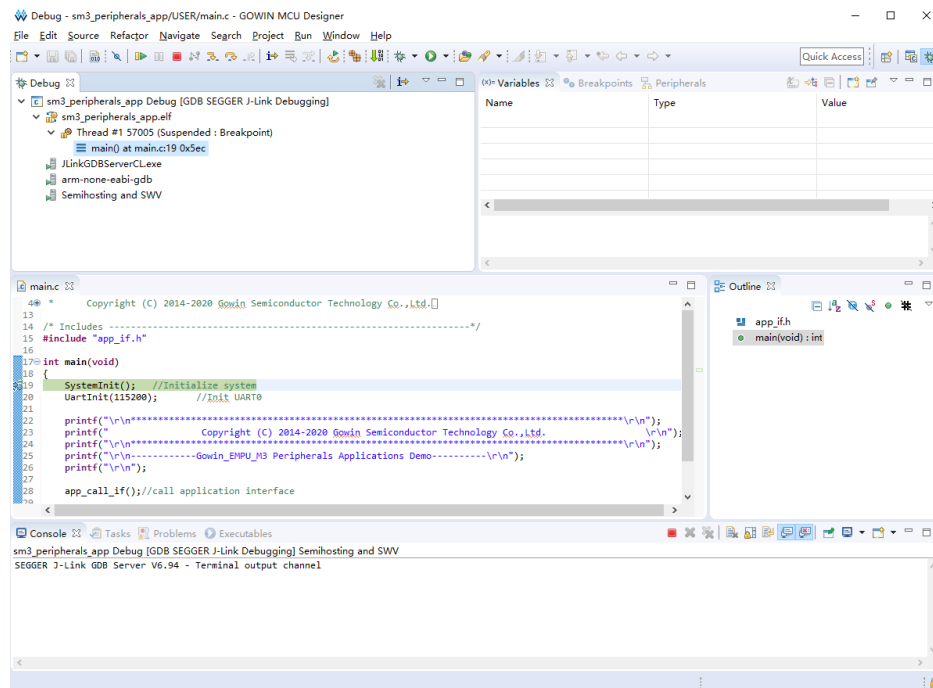 Debug - sm3_peripherals_app/USER/main.c - GOWIN MCU Designer
File Edit Source Refactor Navigate Search Project Run Window Help
Quick Access
Debug
sm3_peripherals_app Debug [GDB SEGGER J-Link Debugging]
sm3_peripherals_app.elf
Thread #1 57005 (Suspended : Breakpoint)
main() at main.c:19 0x5ec
JLinkGDBServerCL.exe
arm-none-eabi-gdb
Semihosting and SWV
(x)= Variables Breakpoints Peripherals
Name Type Value
main.c
4 * Copyright (C) 2014-2020 Gowin Semiconductor Technology Co.,Ltd.
13
14 /* Includes ------------------------------------------------------------------*/
15 #include "app_if.h"
16
17 int main(void)
18 {
19 SystemInit(); //Initialize system
20 UartInit(115200); //Init UART0
21
22 printf("\r\n*****************************************************************************\r\n");
23 printf(" Copyright (C) 2014-2020 Gowin Semiconductor Technology Co.,Ltd. \r\n");
24 printf("\r\n*****************************************************************************\r\n");
25 printf("\r\n------------Gowin_EMPU_M3 Peripherals Applications Demo----------\r\n");
26 printf("\r\n");
27
28 app_call_if();//call application interface
29
Outline
app_if.h
main(void) : int
Console Tasks Problems Executables
sm3_peripherals_app Debug [GDB SEGGER J-Link Debugging] Semihosting and SWV
SEGGER J-Link GDB Server V6.94 - Terminal output channel